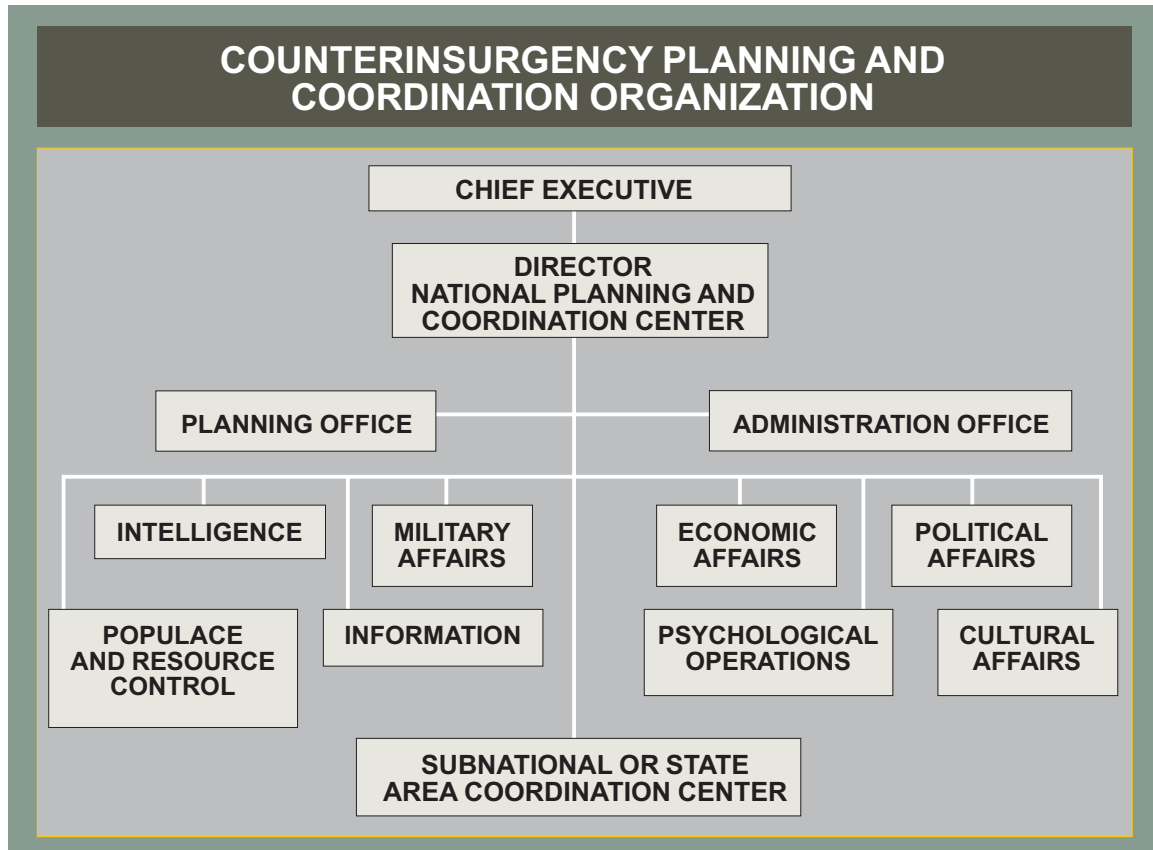 COUNTERINSURGENCY PLANNING AND
COORDINATION ORGANIZATION
CHIEF EXECUTIVE
DIRECTOR
NATIONAL PLANNING AND
COORDINATION CENTER
PLANNING OFFICE
ADMINISTRATION OFFICE
INTELLIGENCE
MILITARY
AFFAIRS
ECONOMIC
AFFAIRS
POLITICAL
AFFAIRS
POPULACE
AND RESOURCE
CONTROL
INFORMATION
PSYCHOLOGICAL
OPERATIONS
CULTURAL
AFFAIRS
SUBNATIONAL OR STATE
AREA COORDINATION CENTER